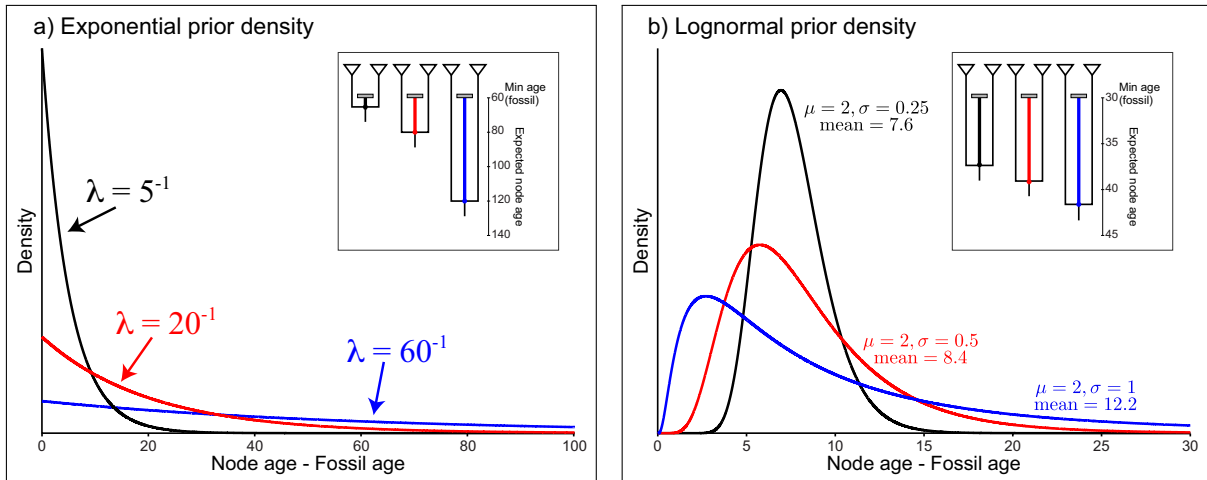 a) Exponential prior density
Min age
(fossil)
60
80
100
120
140
Expected node age
λ = 5⁻¹
λ = 20⁻¹
λ = 60⁻¹
Density
0
20
40
60
80
100
Node age - Fossil age
b) Lognormal prior density
Min age
(fossil)
30
35
40
45
Expected node age
μ = 2, σ = 0.25
mean = 7.6
μ = 2, σ = 0.5
mean = 8.4
μ = 2, σ = 1
mean = 12.2
Density
0
5
10
15
20
25
30
Node age - Fossil age